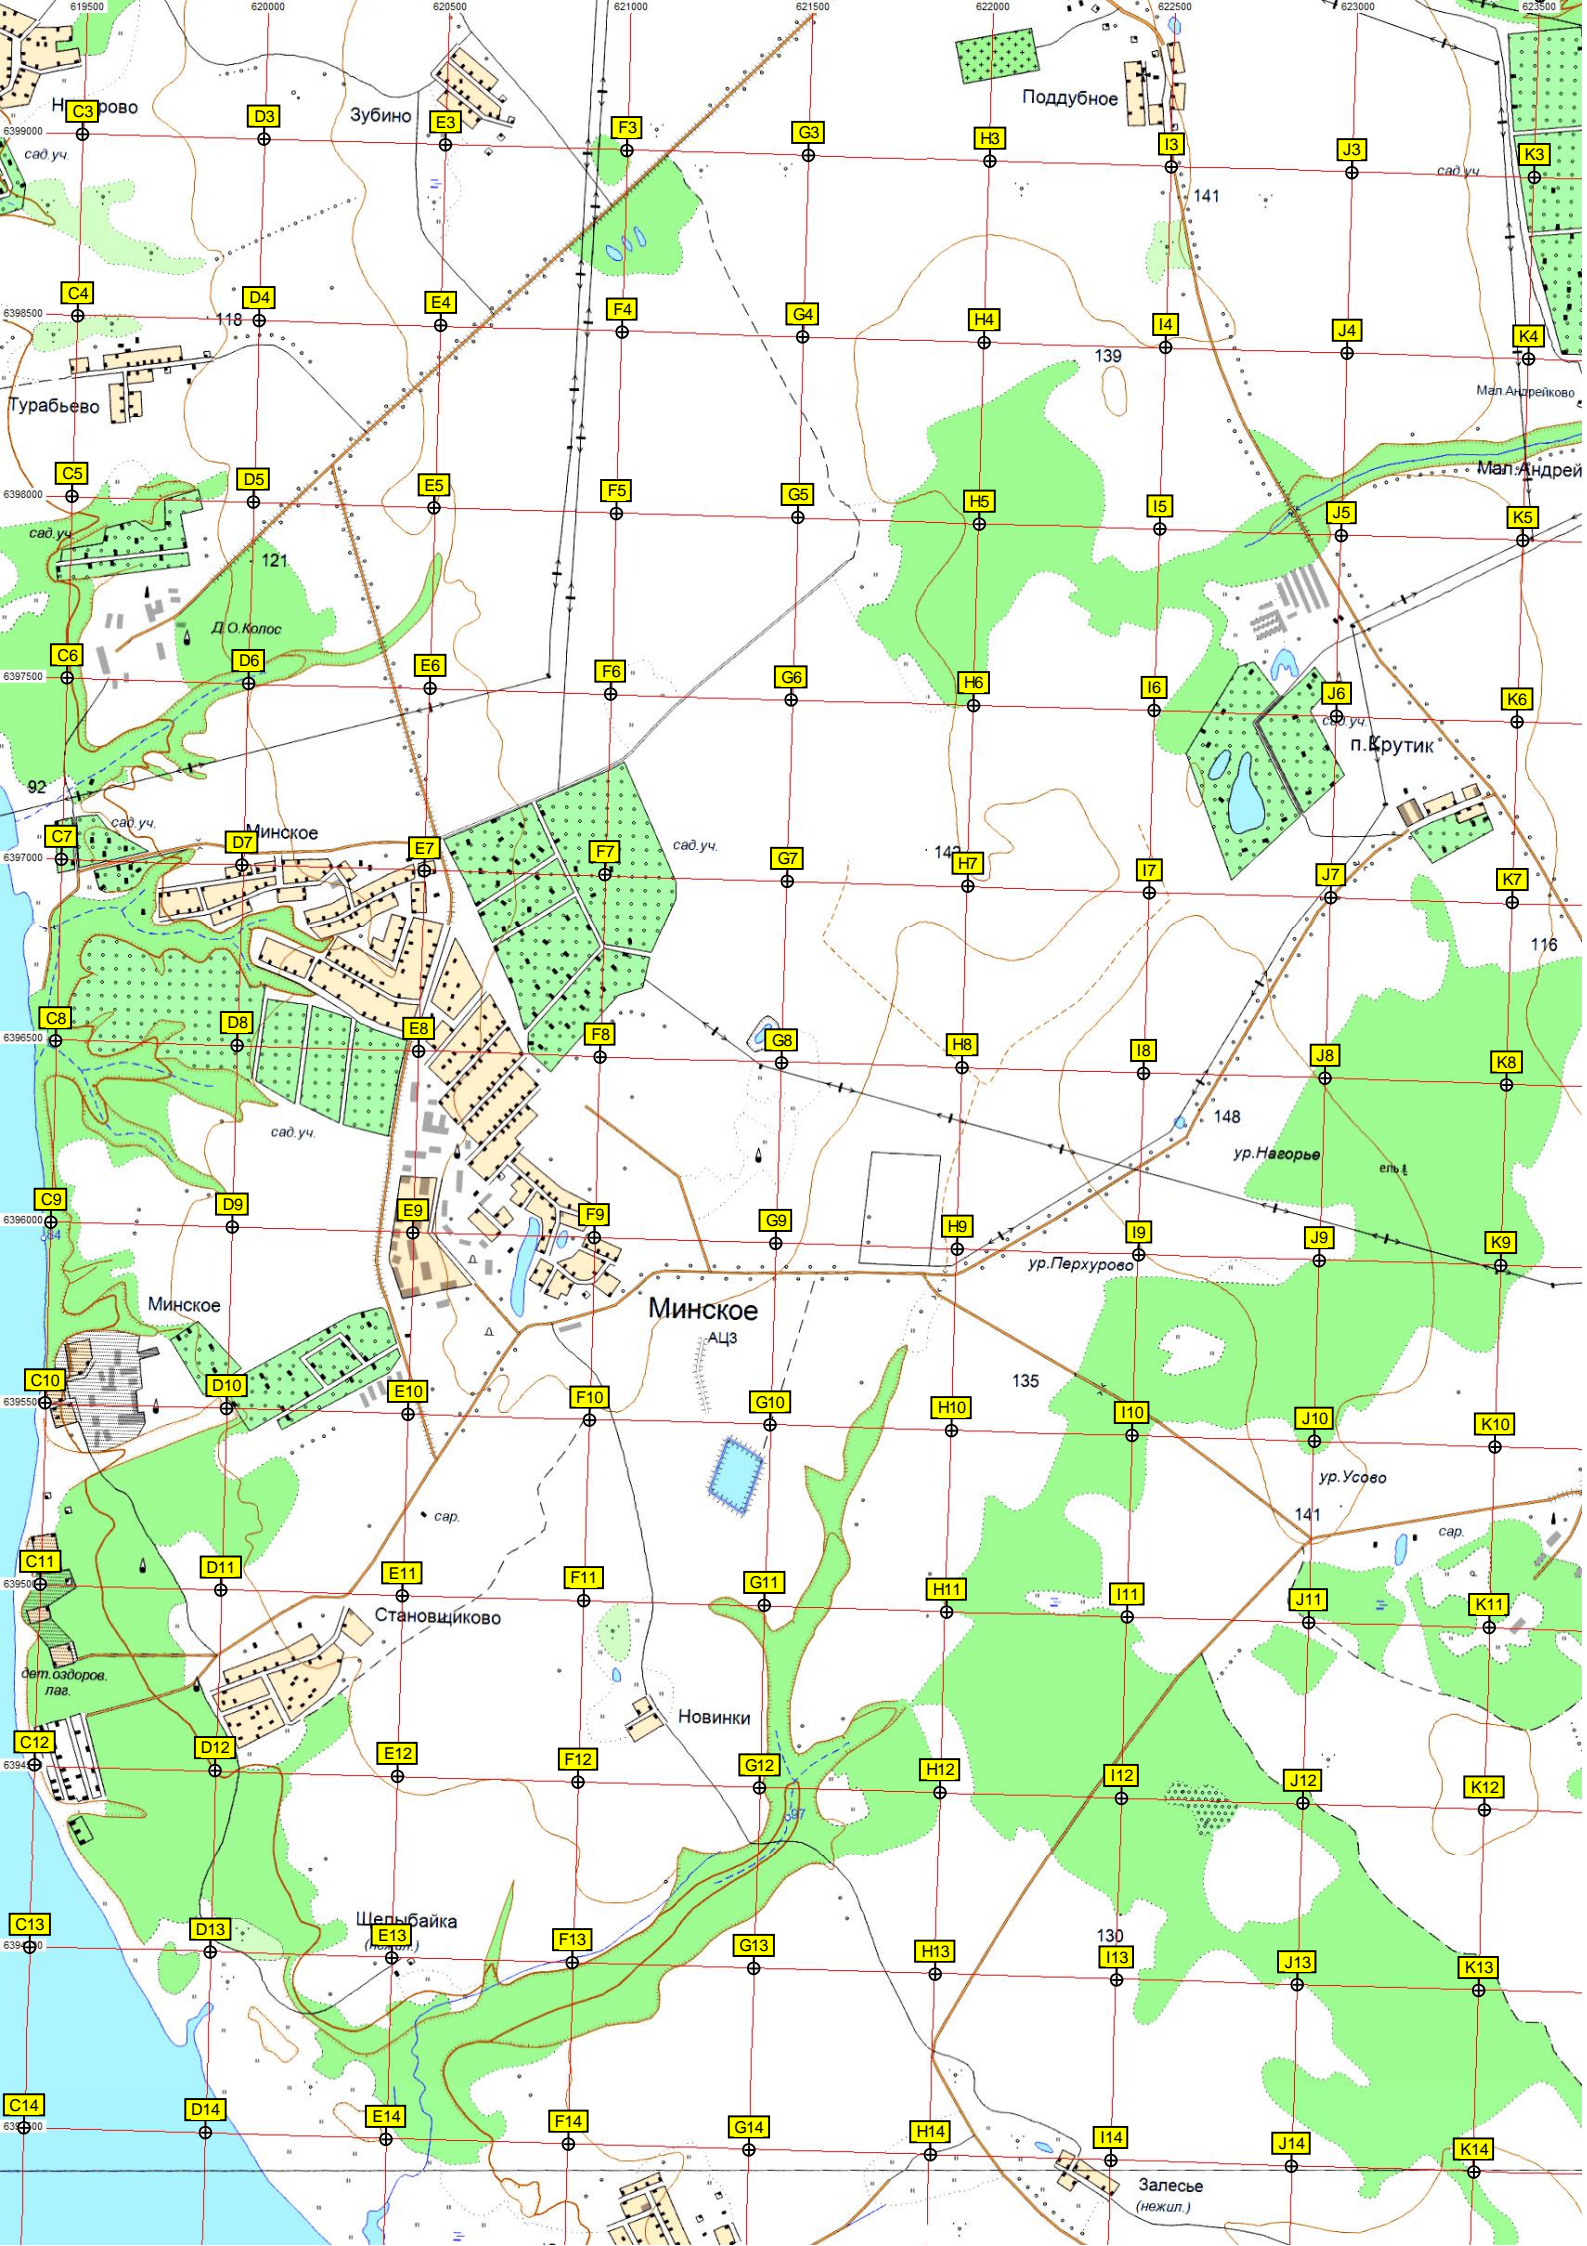 619500 620000 620500 621000 621500 622000 622500 623000 623500
Зубино
Поддубное
C3 D3 E3 F3 G3 H3 I3 J3 K3
6399000
сад.уч.
сад.уч.
141
C4 D4 E4 F4 G4 H4 I4 J4 K4
6398500
118
139
Мал.Андрейково
Турабьево
Мал.Андрей
C5 D5 E5 F5 G5 H5 I5 J5 K5
6398000
сад.уч.
121
Д.О.Колос
C6 D6 E6 F6 G6 H6 I6 J6 K6
6397500
сад.уч.
п.Крутик
92
сад.уч.
Минское
сад.уч.
C7 D7 E7 F7 G7 H7 I7 J7 K7
6397000
116
C8 D8 E8 F8 G8 H8 I8 J8 K8
6396500
148
сад.уч.
ур.Нагорье
ель
C9 D9 E9 F9 G9 H9 I9 J9 K9
6396000
84
ур.Перхурово
Минское
Минское
АЦЗ
135
C10 D10 E10 F10 G10 H10 I10 J10 K10
ур.Усово
сар.
141
сар.
C11 D11 E11 F11 G11 H11 I11 J11 K11
Становщиково
дет.оздоров.
лаг.
Новинки
C12 D12 E12 F12 G12 H12 I12 J12 K12
97
Шелыбайка
130
C13 D13 E13 F13 G13 H13 I13 J13 K13
C14 D14 E14 F14 G14 H14 I14 J14 K14
Залесье
(нежил.)